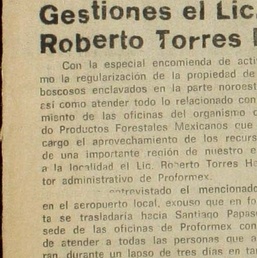 Gestiones el Lic.
Roberto Torres
Con la especial encomienda de acti
mo la regularización de la propiedad de
boscosos enclavados en la parte noroest
asi como atender todo lo relacionado con
miento de las oficinas del organismo d
do Productos Forestales Mexicanos que
cargo el aprovechamiento de los recurs
de una importante región de nuestro e
a la localidad el Lic. Roberto Torres H
tor administrativo de Proformex.
entrevistado el mencionado
en el aeropuerto local, expuso que en fo
ta se trasladaría hacia Santiago Papas
sede de las oficinas de Proformex con
de atender a todas las personas que a
ran, durante un lapso de tres días en ta